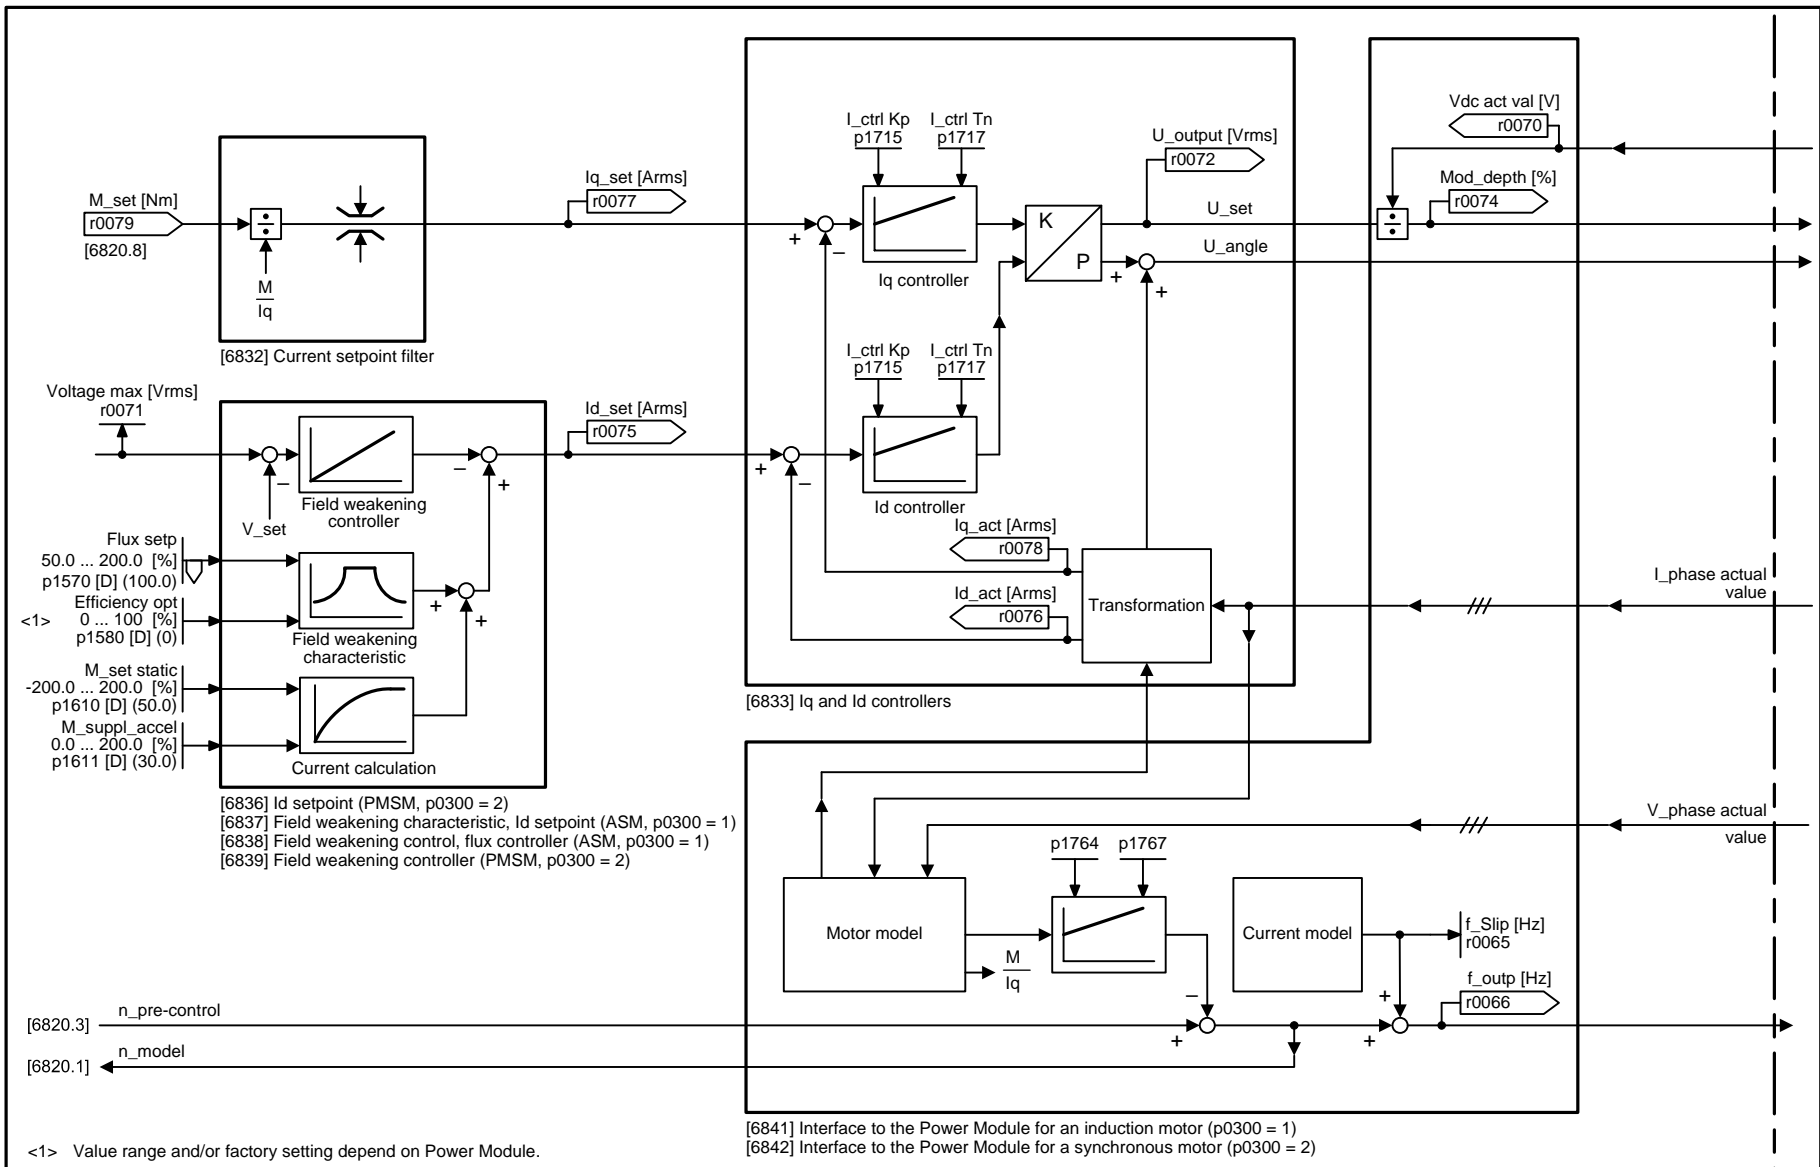 M_set [Nm]
r0079
[6820.8]
÷
M
Iq
[6832] Current setpoint filter
Iq_set [Arms]
r0077
I_ctrl Kp
p1715
I_ctrl Tn
p1717
+
–
Iq controller
K
P
U_output [Vrms]
r0072
U_set
U_angle
+
+
Vdc act val [V]
r0070
Mod_depth [%]
r0074
÷
Voltage max [Vrms]
r0071
–
V_set
Field weakening
controller
–
+
Id_set [Arms]
r0075
I_ctrl Kp
p1715
I_ctrl Tn
p1717
+
–
Id controller
Flux setp
50.0 ... 200.0 [%]
p1570 [D] (100.0)
Efficiency opt
<1> 0 ... 100 [%]
p1580 [D] (0)
Field weakening
characteristic
+
+
M_set static
-200.0 ... 200.0 [%]
p1610 [D] (50.0)
M_suppl_accel
0.0 ... 200.0 [%]
p1611 [D] (30.0)
Current calculation
Iq_act [Arms]
r0078
Id_act [Arms]
r0076
Transformation
I_phase actual
value
[6833] Iq and Id controllers
[6836] Id setpoint (PMSM, p0300 = 2)
[6837] Field weakening characteristic, Id setpoint (ASM, p0300 = 1)
[6838] Field weakening control, flux controller (ASM, p0300 = 1)
[6839] Field weakening controller (PMSM, p0300 = 2)
V_phase actual
value
p1764
p1767
Motor model
M
Iq
Current model
f_Slip [Hz]
r0065
f_outp [Hz]
r0066
–
+
+
+
[6820.3]
n_pre-control
[6820.1]
n_model
[6841] Interface to the Power Module for an induction motor (p0300 = 1)
[6842] Interface to the Power Module for a synchronous motor (p0300 = 2)
<1> Value range and/or factory setting depend on Power Module.